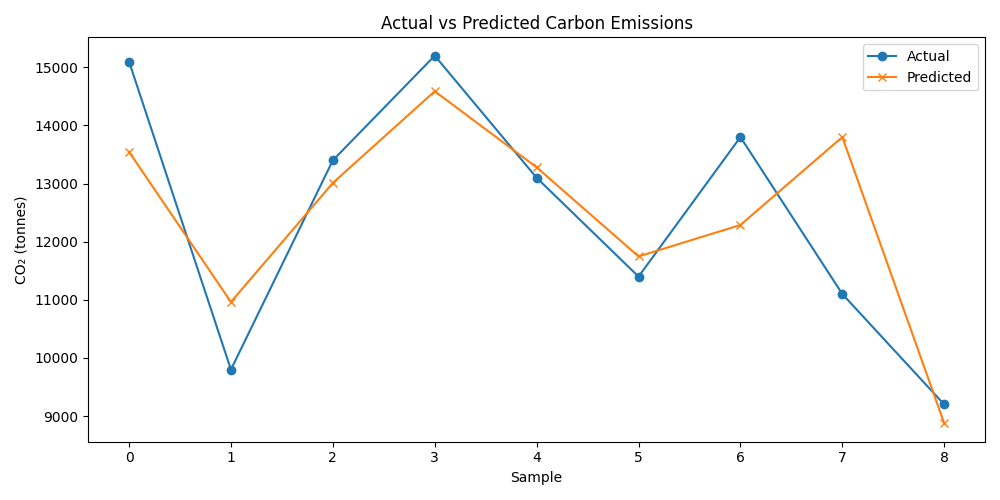 Actual vs Predicted Carbon Emissions
Actual
Predicted
CO₂ (tonnes)
15000
14000
13000
12000
11000
10000
9000
0 1 2 3 4 5 6 7 8
Sample